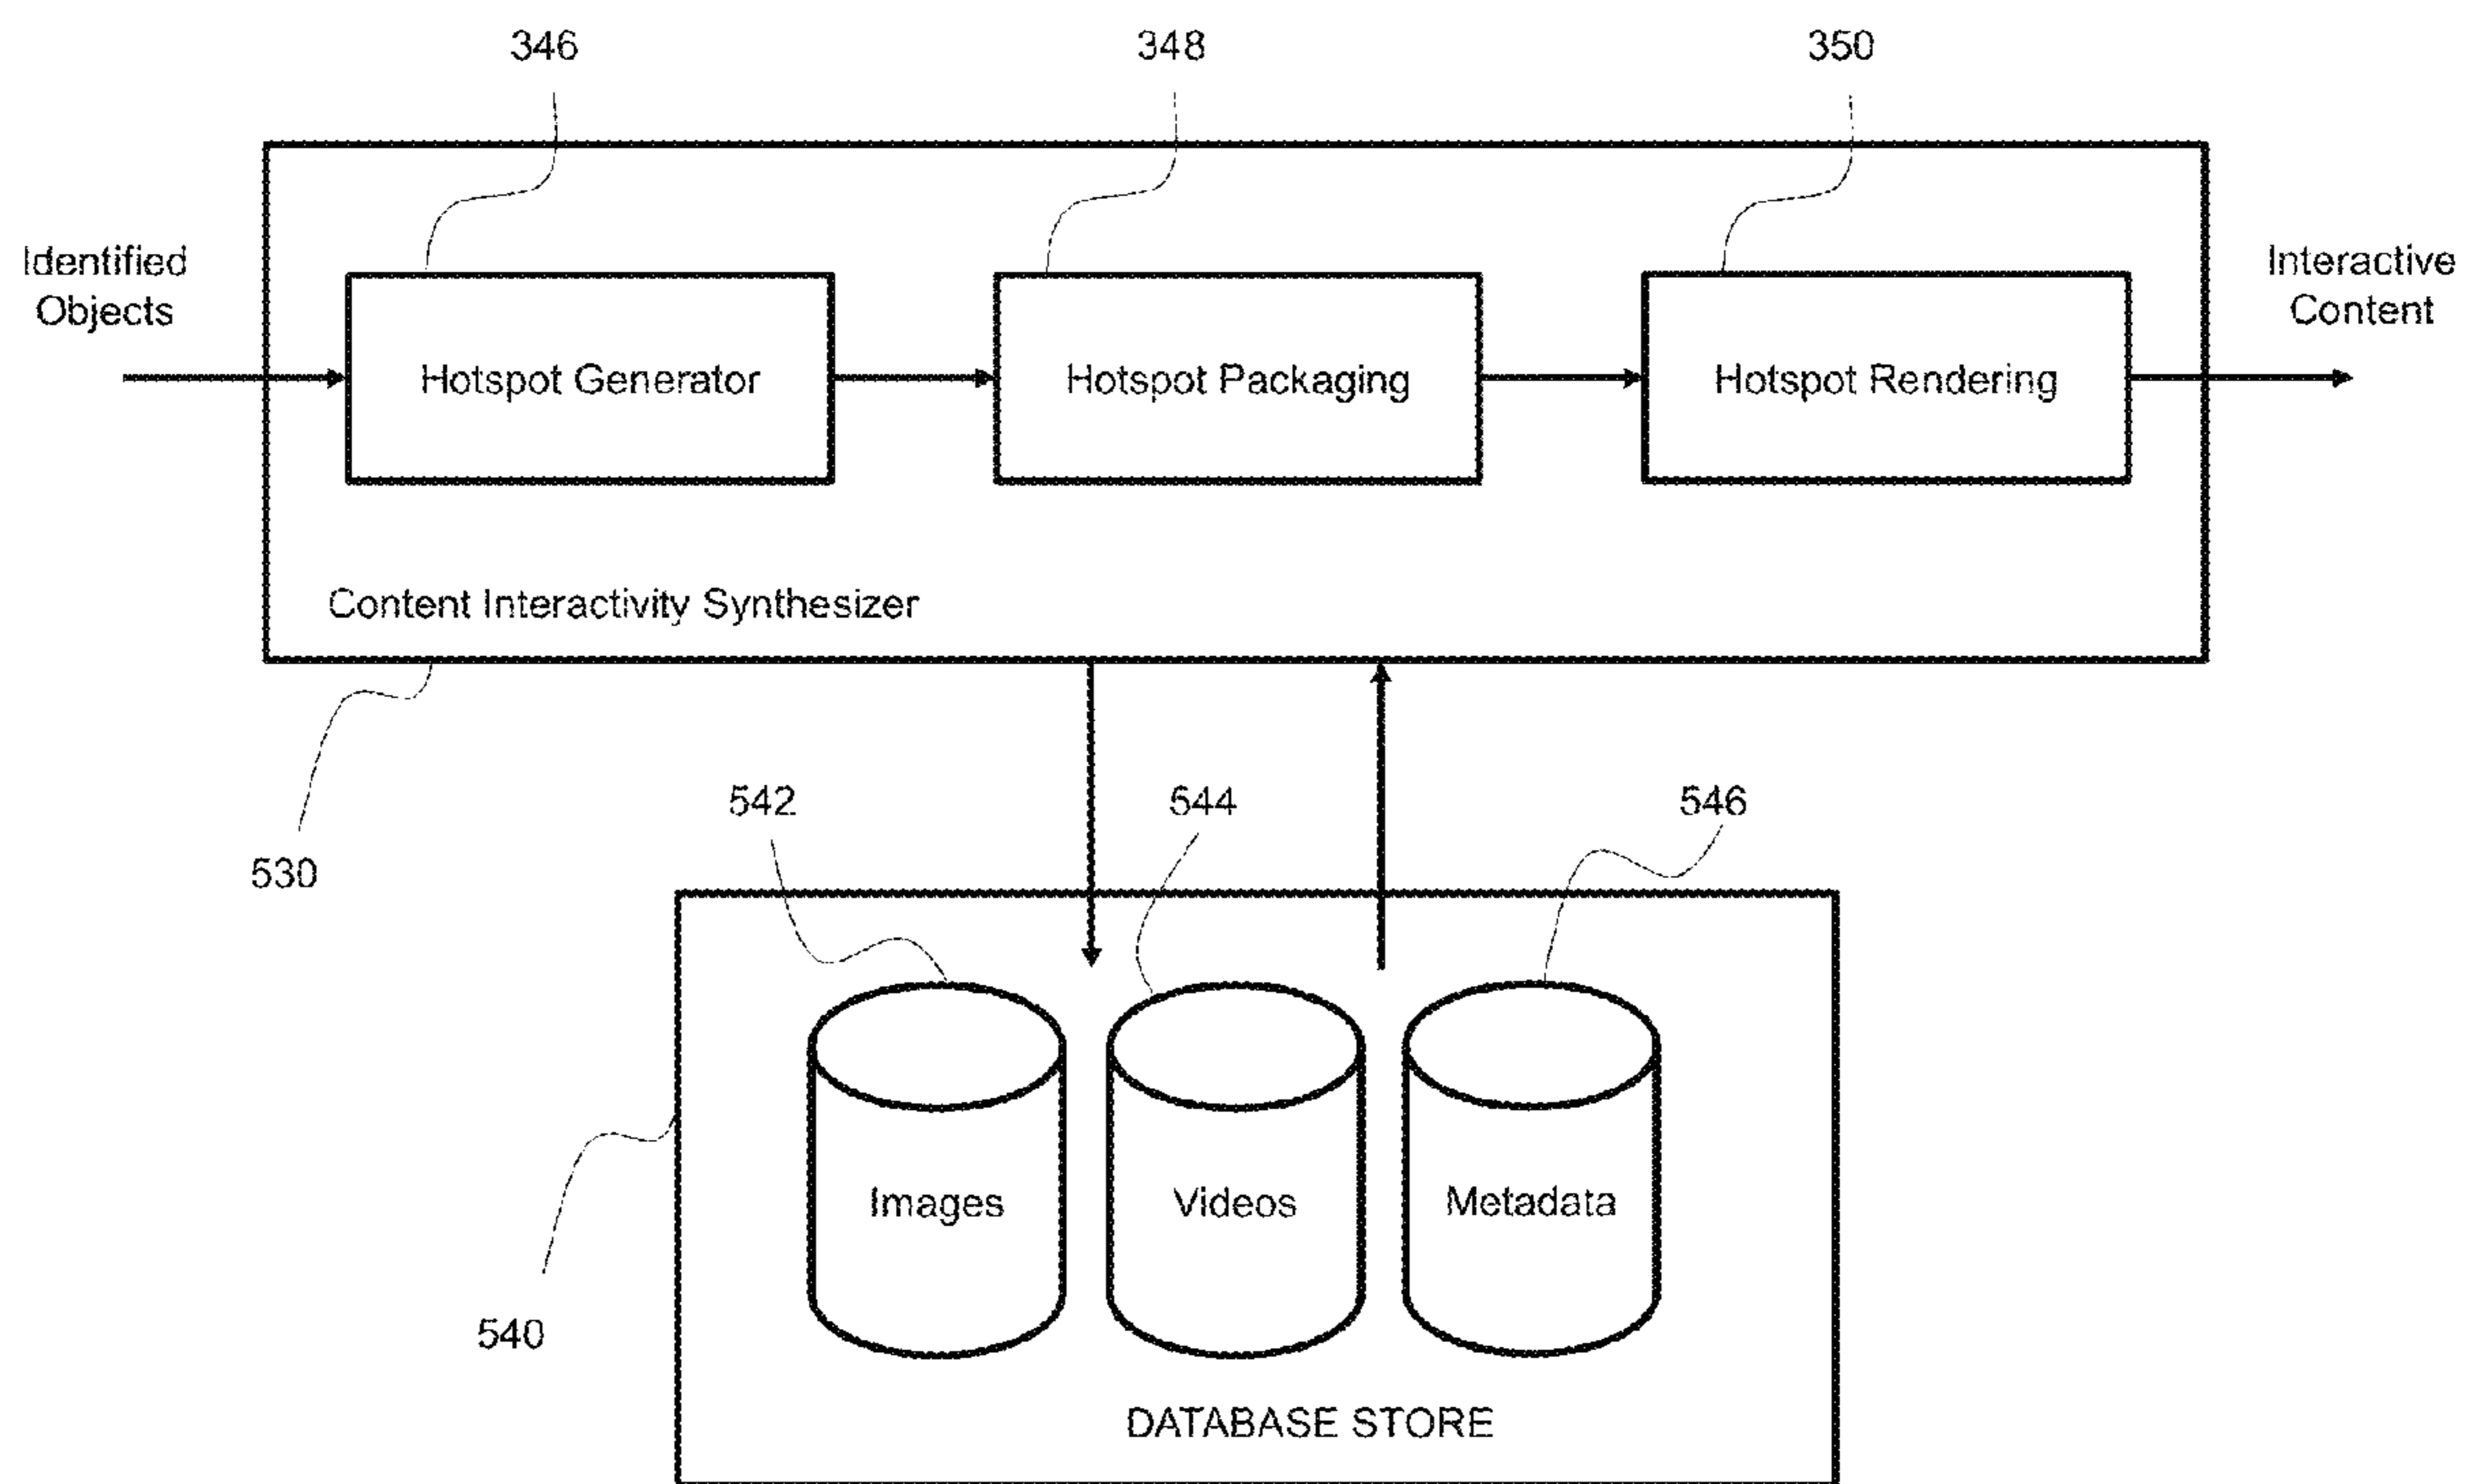 346
348
350
Identified
Objects
Interactive
Content
Hotspot Generator
Hotspot Packaging
Hotspot Rendering
Content Interactivity Synthesizer
530
542
544
546
Images
Videos
Metadata
540
DATABASE STORE